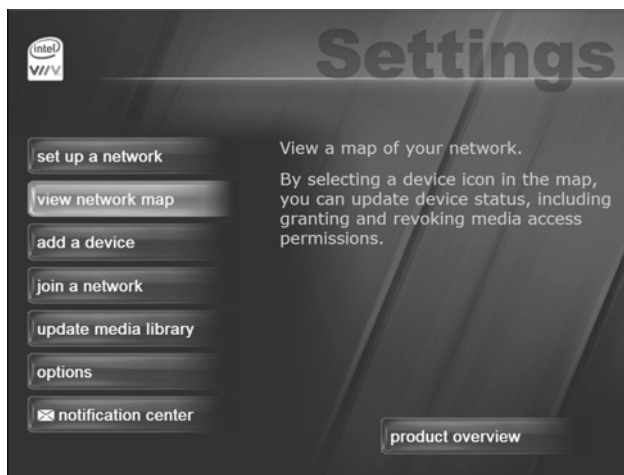 intel
VIIV
Settings
set up a network
view network map
add a device
join a network
update media library
options
notification center
View a map of your network.
By selecting a device icon in the map,
you can update device status, including
granting and revoking media access
permissions.
product overview